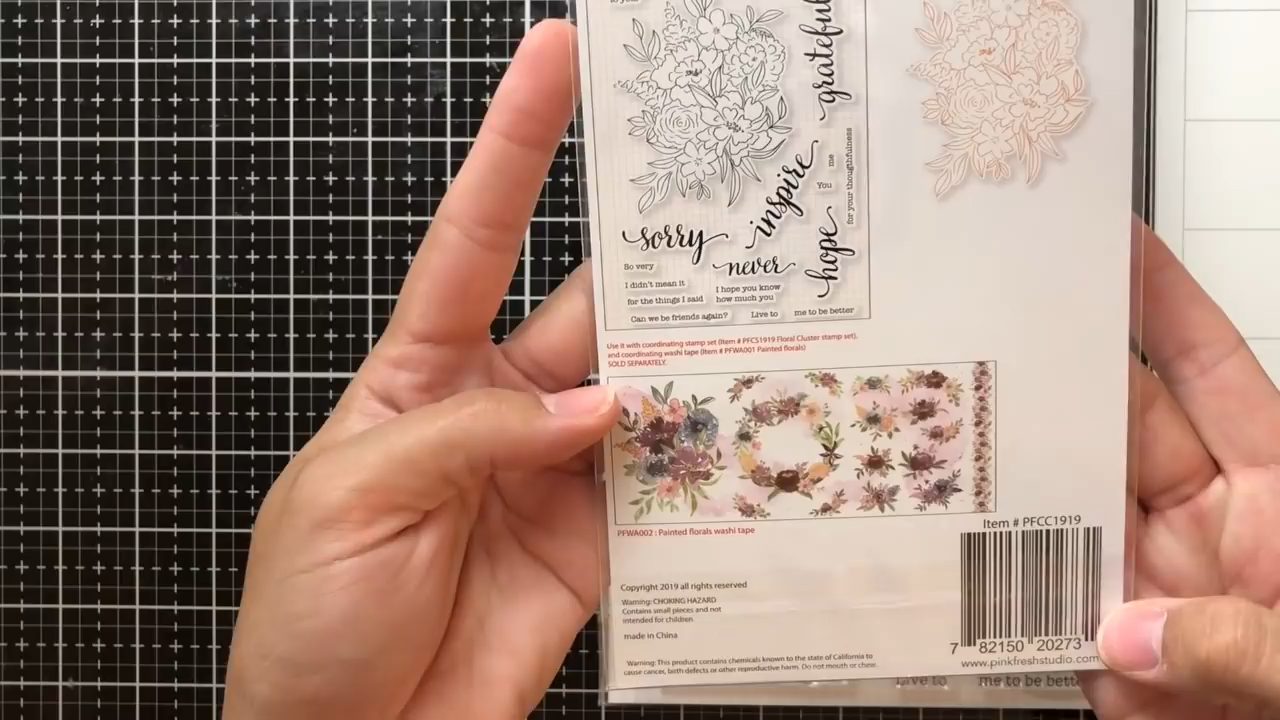 to your
grateful
inspire
me
You
for your thougthfulness
hope
sorry
never
So very
I didn't mean it
I hope you know
how much you
for the things I said
Can we be friends again?
Live to
me to be better
Use it with coordinating stamp set (Item # PFCS1919 Floral Cluster stamp set),
and coordinating washi tape (Item # PFWA001 Painted florals)
SOLD SEPARATELY.
PFWA002 : Painted florals washi tape
Item # PFCC1919
Copyright 2019 all rights reserved
Warning: CHOKING HAZARD
Contains small pieces and not
intended for children
made in China
7 82150 20273
www.pinkfreshstudio.com
Warning: This product contains chemicals known to the state of California to
cause cancer, birth defects or other reproductive harm. Do not mouth or chew.
Live to
me to be bette